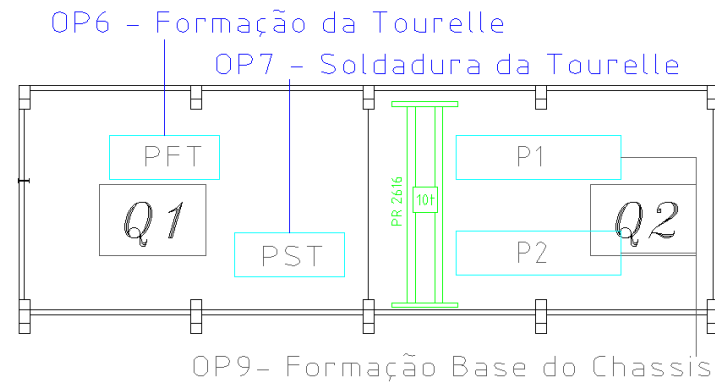 OP6 - Formação da Tourelle
OP7 - Soldadura da Tourelle
PFT
P1
PR 2616
10t
Q1
Q2
PST
P2
OP9- Formação Base do Chassis